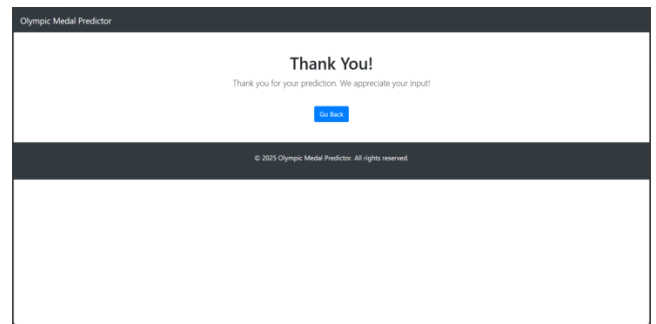 Olympic Medal Predictor
Thank You!
Thank you for your prediction. We appreciate your input!
Go Back
© 2025 Olympic Medal Predictor. All rights reserved.